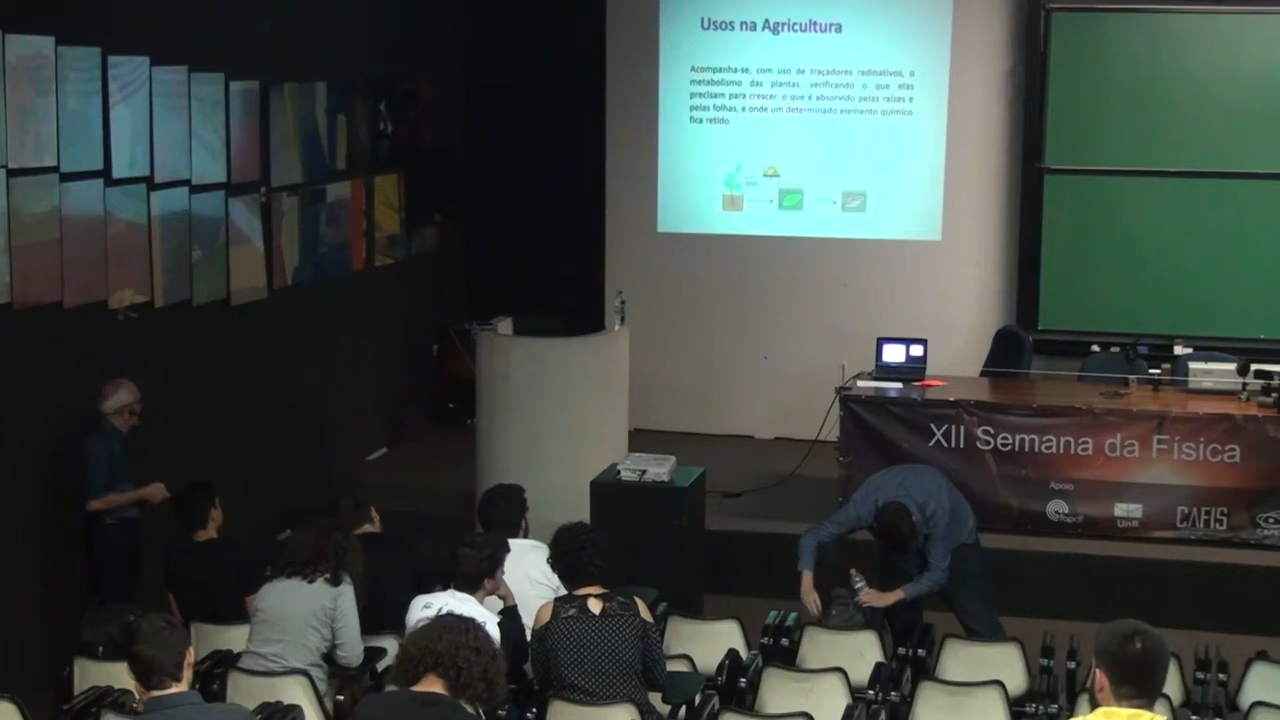 Usos na Agricultura
Acompanha-se, com uso de traçadores radioativos, o
metabolismo das plantas, verificando o que elas
precisam para crescer, o que é absorvido pelas raízes e
pelas folhas, e onde um determinado elemento químico
fica retido.
XII Semana da Física
Apoio
fapdf
UnB
CAFIS